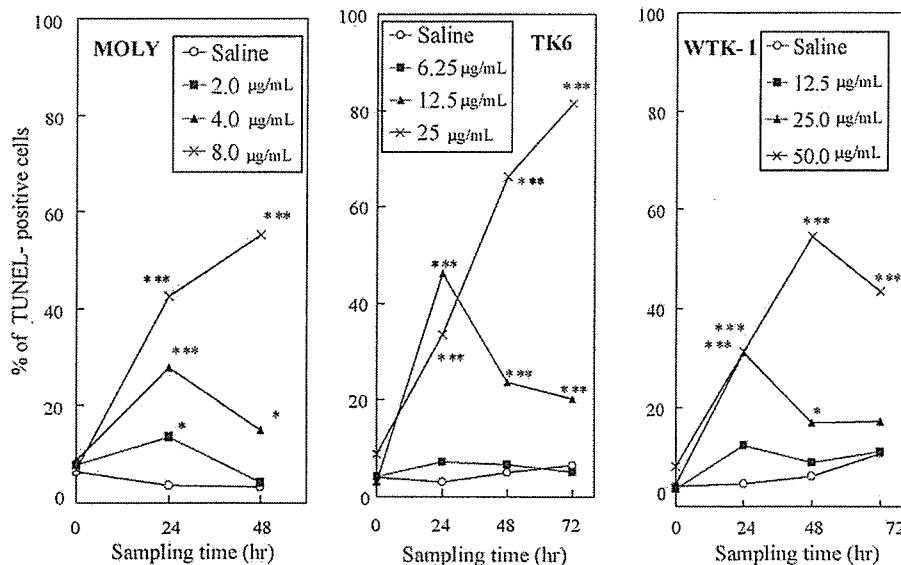 % of TUNEL- positive cells
100
80
60
40
20
0
MOLY
Saline
2.0 µg/mL
4.0 µg/mL
8.0 µg/mL
***
***
***
*
*
0 24 48
Sampling time (hr)
100
80
60
40
20
0
Saline
6.25 µg/mL
12.5 µg/mL
25 µg/mL
TK6
***
***
***
***
***
***
0 24 48 72
Sampling time (hr)
100
80
60
40
20
0
WTK-1
Saline
12.5 µg/mL
25.0 µg/mL
50.0 µg/mL
***
***
***
***
*
0 24 48 72
Sampling time (hr)